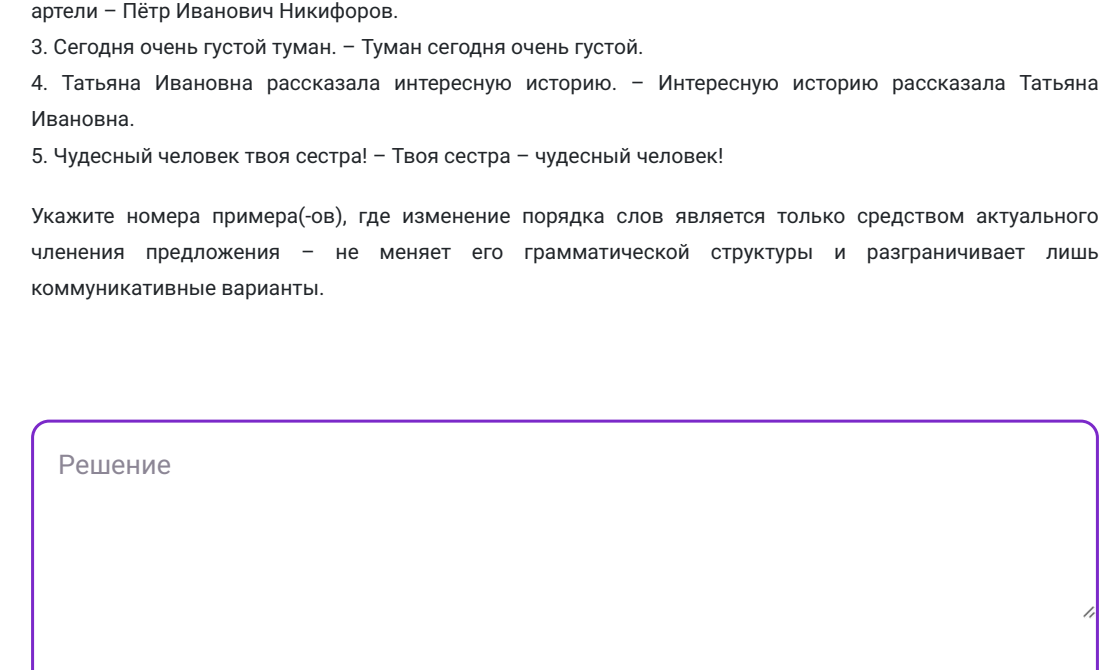 артели – Пётр Иванович Никифоров.
3. Сегодня очень густой туман. – Туман сегодня очень густой.
4. Татьяна Ивановна рассказала интересную историю. – Интересную историю рассказала Татьяна
Ивановна.
5. Чудесный человек твоя сестра! – Твоя сестра – чудесный человек!
Укажите номера примера(-ов), где изменение порядка слов является только средством актуального
членения предложения – не меняет его грамматической структуры и разграничивает лишь
коммуникативные варианты.
Решение